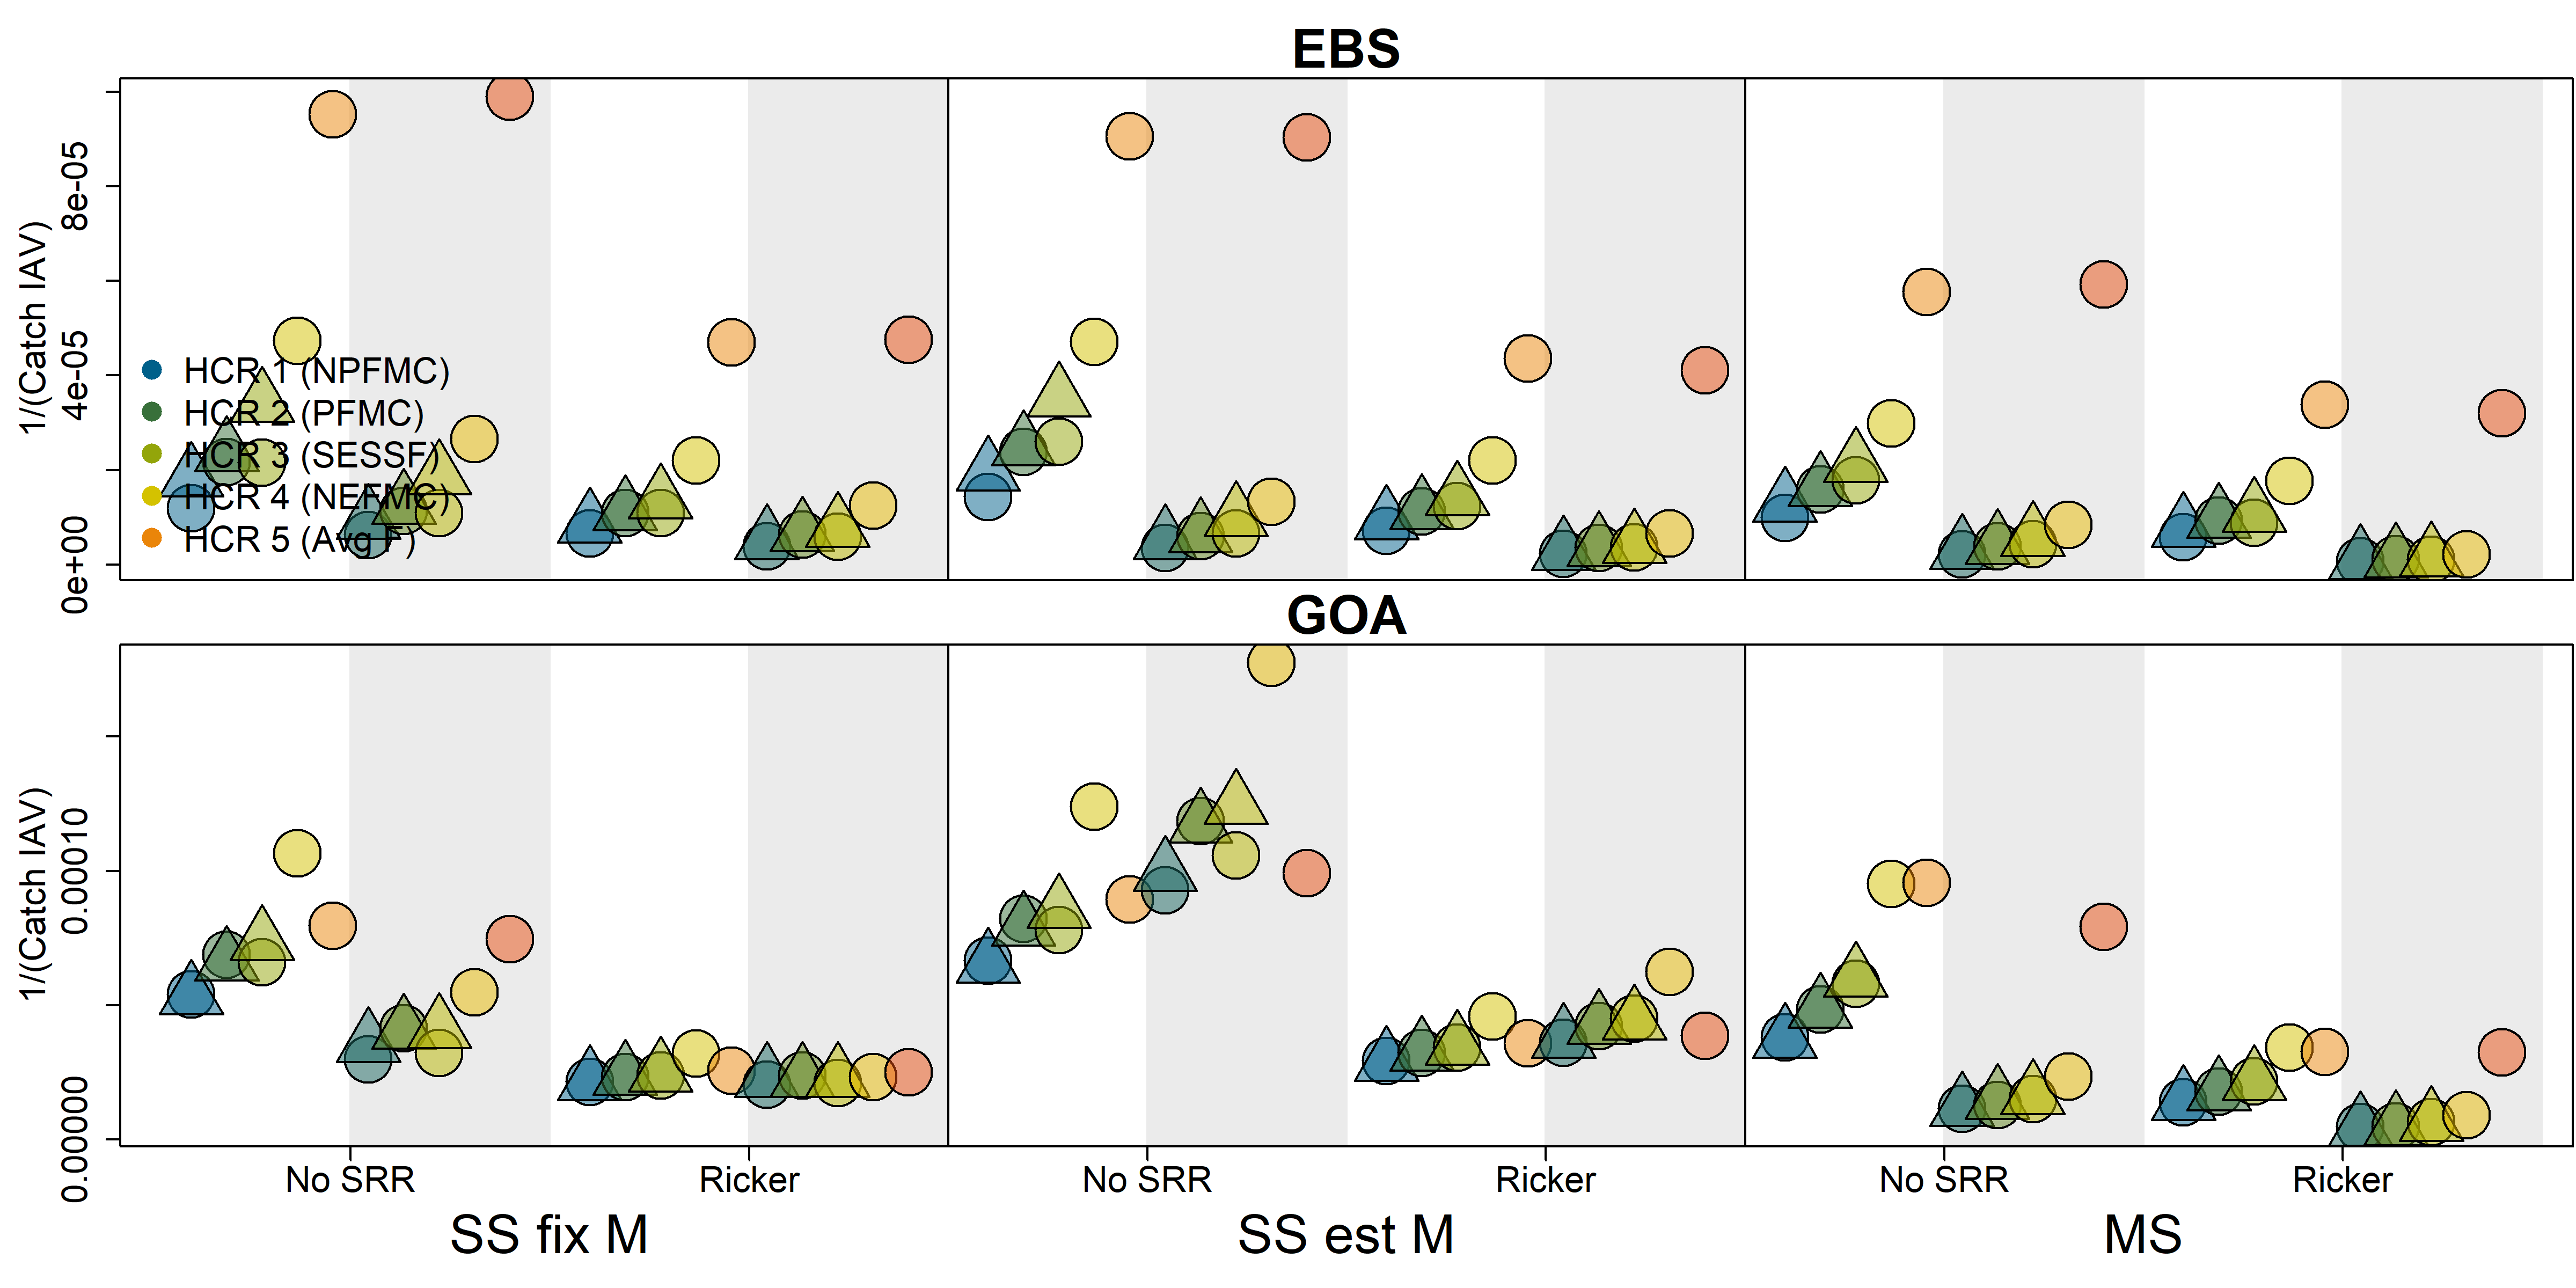 EBS
1/(Catch IAV)
8e-05
4e-05
0e+00
HCR 1 (NPFMC)
HCR 2 (PFMC)
HCR 3 (SESSF)
HCR 4 (NEFMC)
HCR 5 (Avg F)
GOA
1/(Catch IAV)
0.00010
0.00000
No SRR
Ricker
No SRR
Ricker
No SRR
Ricker
SS fix M
SS est M
MS